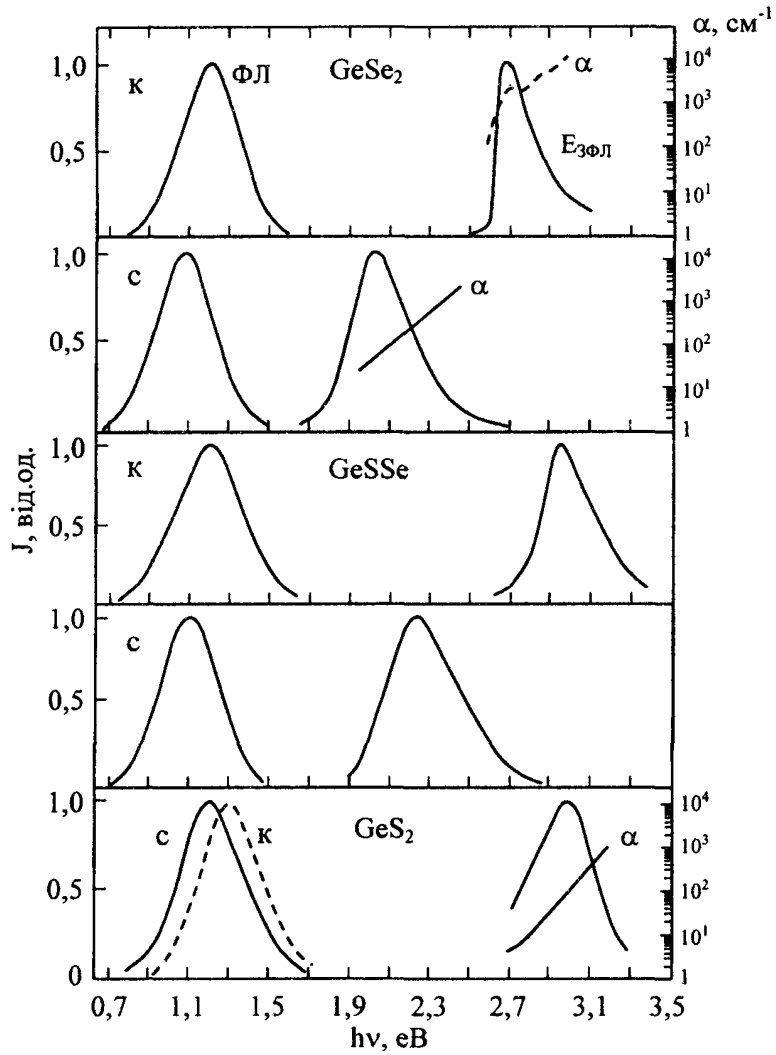 α, см⁻¹
1,0 к ФЛ GeSe₂ α 10⁴
10³
0,5 Eзфл 10²
10¹
1
1,0 с α 10⁴
10³
0,5 10²
10¹
1
J, від.од.
1,0 к GeSSe
0,5
1,0 с
0,5
1,0 с к GeS₂ α 10⁴
10³
0,5 10²
10¹
0 1
0,7 1,1 1,5 1,9 2,3 2,7 3,1 3,5
hν, еВ